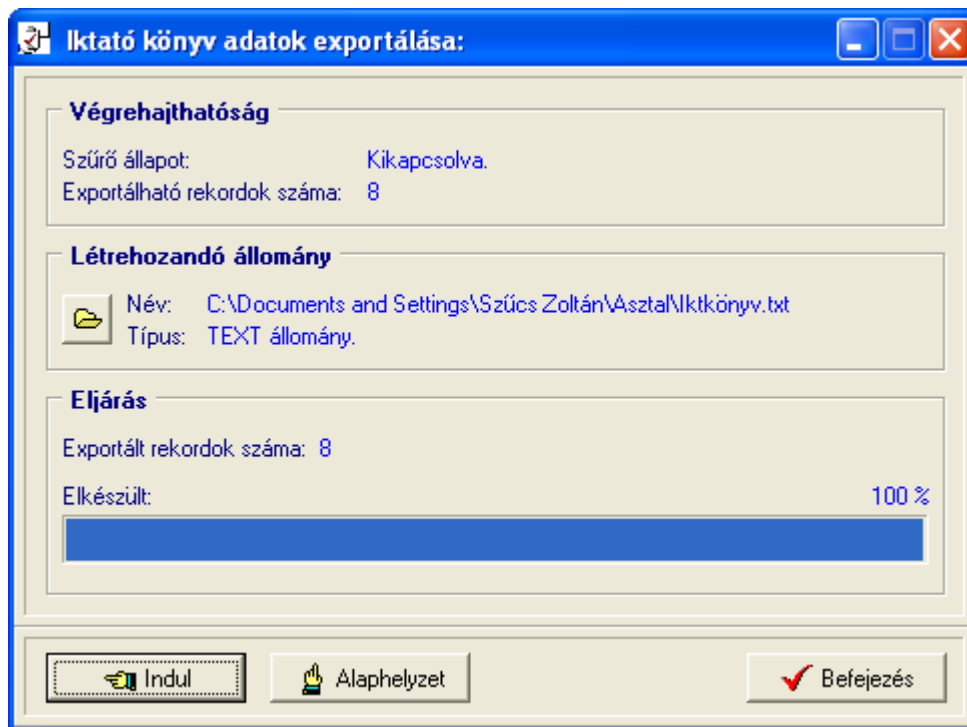 Iktató könyv adatok exportálása:
Végrehajthatóság
Szűrő állapot: Kikapcsolva.
Exportálható rekordok száma: 8
Létrehozandó állomány
Név: C:\Documents and Settings\Szűcs Zoltán\Asztal\Iktkönyv.txt
Típus: TEXT állomány.
Eljárás
Exportált rekordok száma: 8
Elkészült: 100 %
Indul Alaphelyzet Befejezés